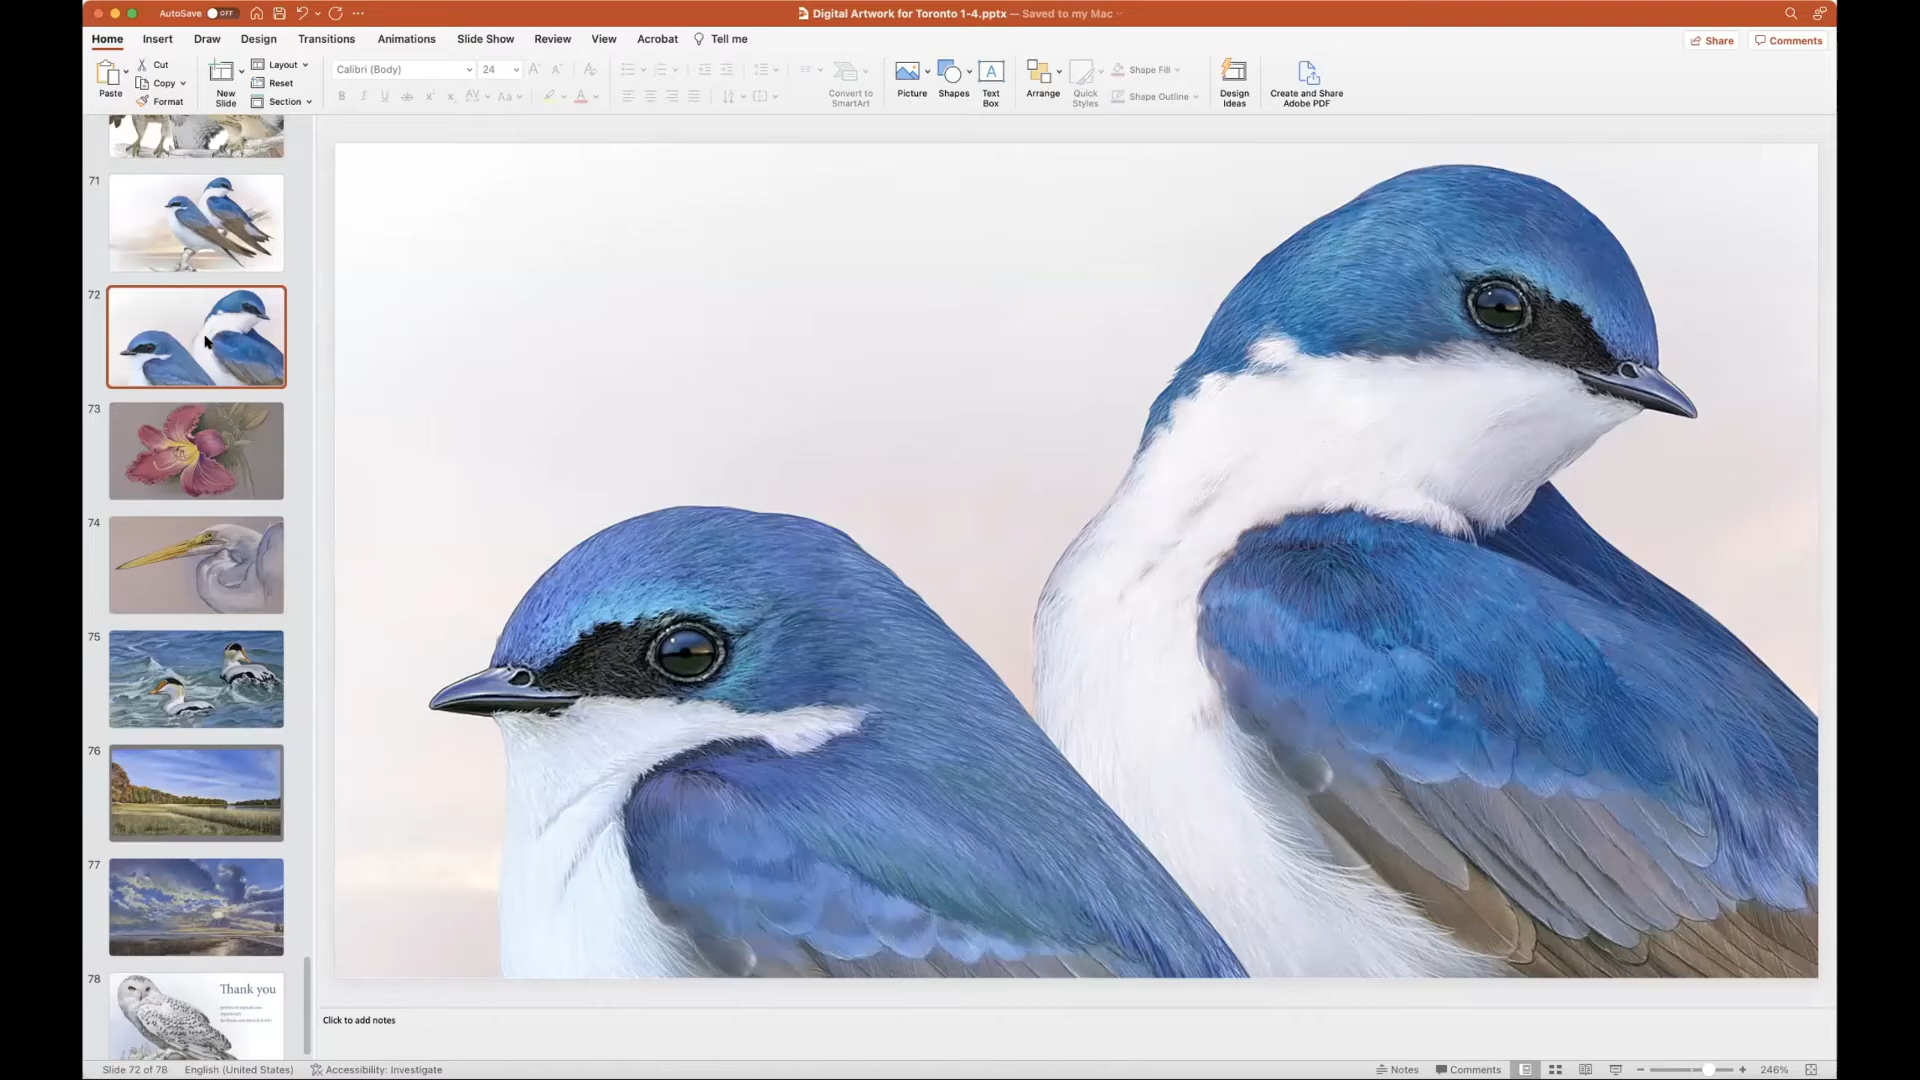 AutoSave OFF
Digital Artwork for Toronto 1-4.pptx — Saved to my Mac
Home Insert Draw Design Transitions Animations Slide Show Review View Acrobat Tell me
Share Comments
Paste
Cut
Copy
Format
New Slide
Layout
Reset
Section
Calibri (Body) 24
Convert to SmartArt
Picture
Shapes
Text Box
Arrange
Quick Styles
Shape Fill
Shape Outline
Design Ideas
Create and Share Adobe PDF
71
72
73
74
75
76
77
78
Thank you
Click to add notes
Slide 72 of 78 English (United States) Accessibility: Investigate
Notes Comments 246%